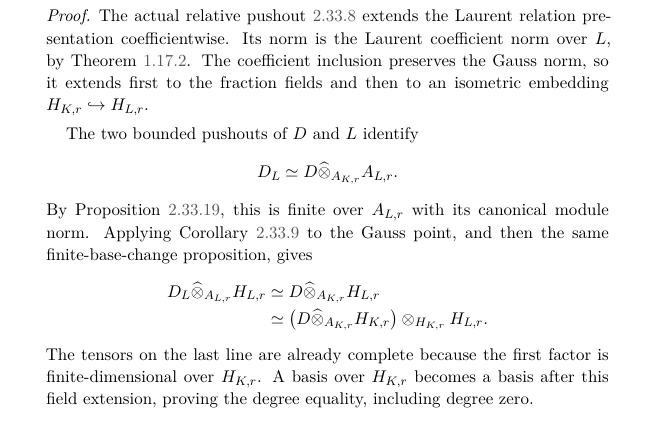 Proof. The actual relative pushout 2.33.8 extends the Laurent relation pre-
sentation coefficientwise. Its norm is the Laurent coefficient norm over L,
by Theorem 1.17.2. The coefficient inclusion preserves the Gauss norm, so
it extends first to the fraction fields and then to an isometric embedding
H_{K,r} ↪ H_{L,r}.
The two bounded pushouts of D and L identify
D_L ≃ D \widehat{⊗}_{A_{K,r}} A_{L,r}.
By Proposition 2.33.19, this is finite over A_{L,r} with its canonical module
norm. Applying Corollary 2.33.9 to the Gauss point, and then the same
finite-base-change proposition, gives
D_L \widehat{⊗}_{A_{L,r}} H_{L,r} ≃ D \widehat{⊗}_{A_{K,r}} H_{L,r}
≃ (D \widehat{⊗}_{A_{K,r}} H_{K,r}) ⊗_{H_{K,r}} H_{L,r}.
The tensors on the last line are already complete because the first factor is
finite-dimensional over H_{K,r}. A basis over H_{K,r} becomes a basis after this
field extension, proving the degree equality, including degree zero.